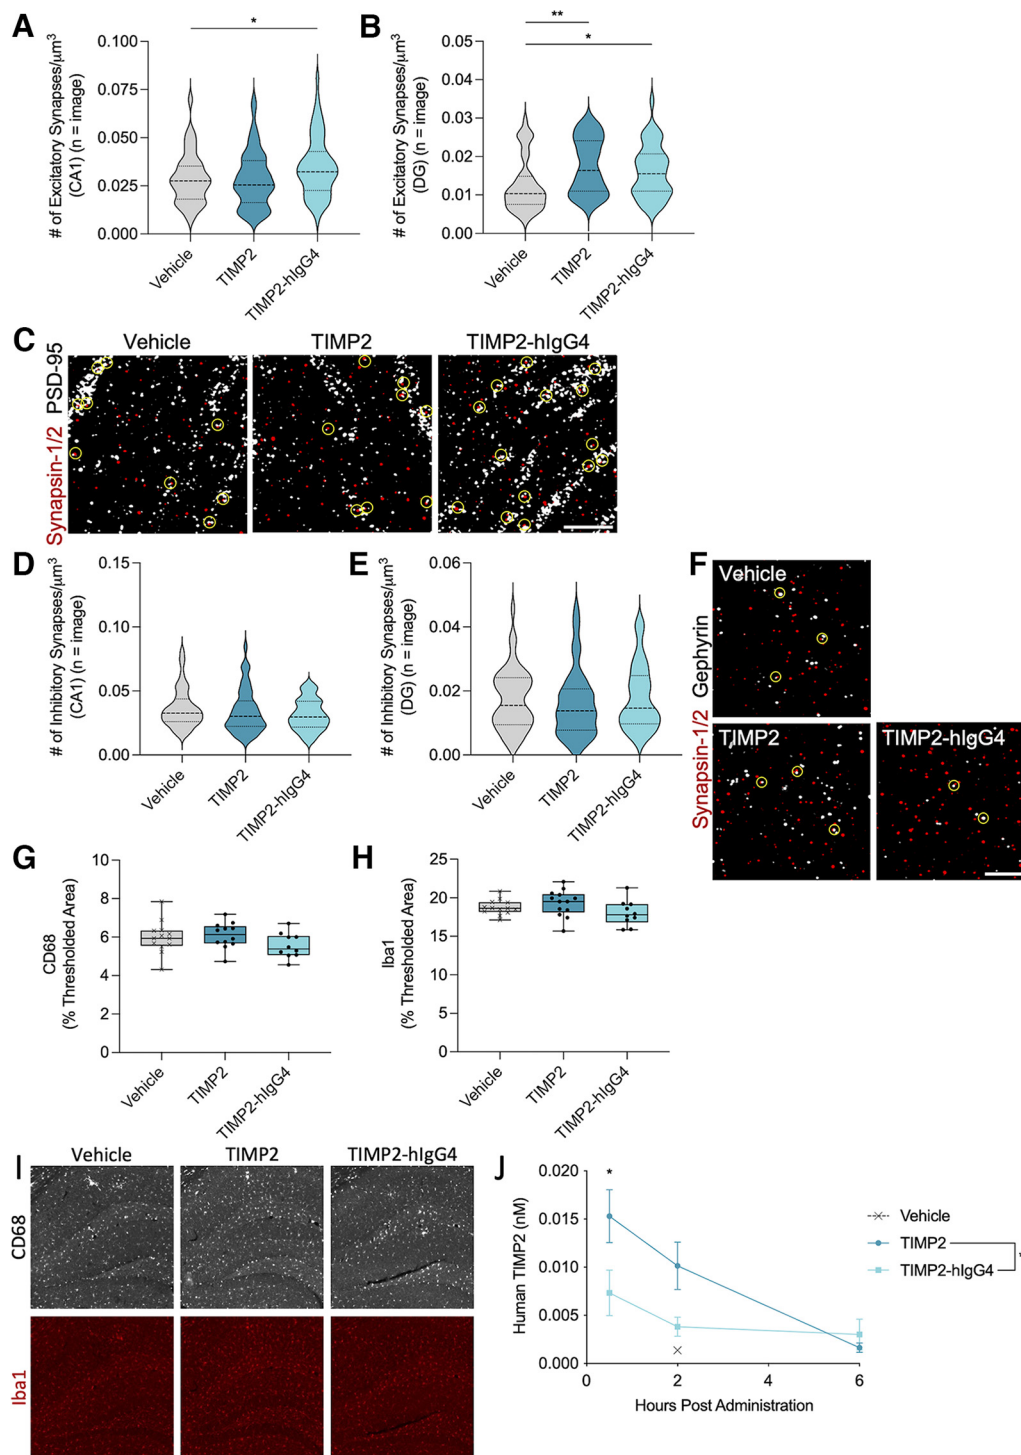 A
# of Excitatory Synapses/μm³
(CA1) (n = image)
0.100
0.075
0.050
0.025
0.000
*
Vehicle
TIMP2
TIMP2-hIgG4
B
# of Excitatory Synapses/μm³
(DG) (n = image)
0.05
0.04
0.03
0.02
0.01
0.00
**
*
Vehicle
TIMP2
TIMP2-hIgG4
C
Synapsin-1/2 PSD-95
Vehicle
TIMP2
TIMP2-hIgG4
D
# of Inhibitory Synapses/μm³
(CA1) (n = image)
0.15
0.10
0.05
0.00
Vehicle
TIMP2
TIMP2-hIgG4
E
# of Inhibitory Synapses/μm³
(DG) (n = image)
0.06
0.04
0.02
0.00
Vehicle
TIMP2
TIMP2-hIgG4
F
Synapsin-1/2 Gephyrin
Vehicle
TIMP2
TIMP2-hIgG4
G
CD68
(% Thresholded Area)
10
8
6
4
2
0
Vehicle
TIMP2
TIMP2-hIgG4
H
Iba1
(% Thresholded Area)
25
20
15
10
5
0
Vehicle
TIMP2
TIMP2-hIgG4
I
Vehicle
TIMP2
TIMP2-hIgG4
CD68
Iba1
J
Human TIMP2 (nM)
0.020
0.015
0.010
0.005
0.000
*
0
2
4
6
Hours Post Administration
Vehicle
TIMP2
TIMP2-hIgG4